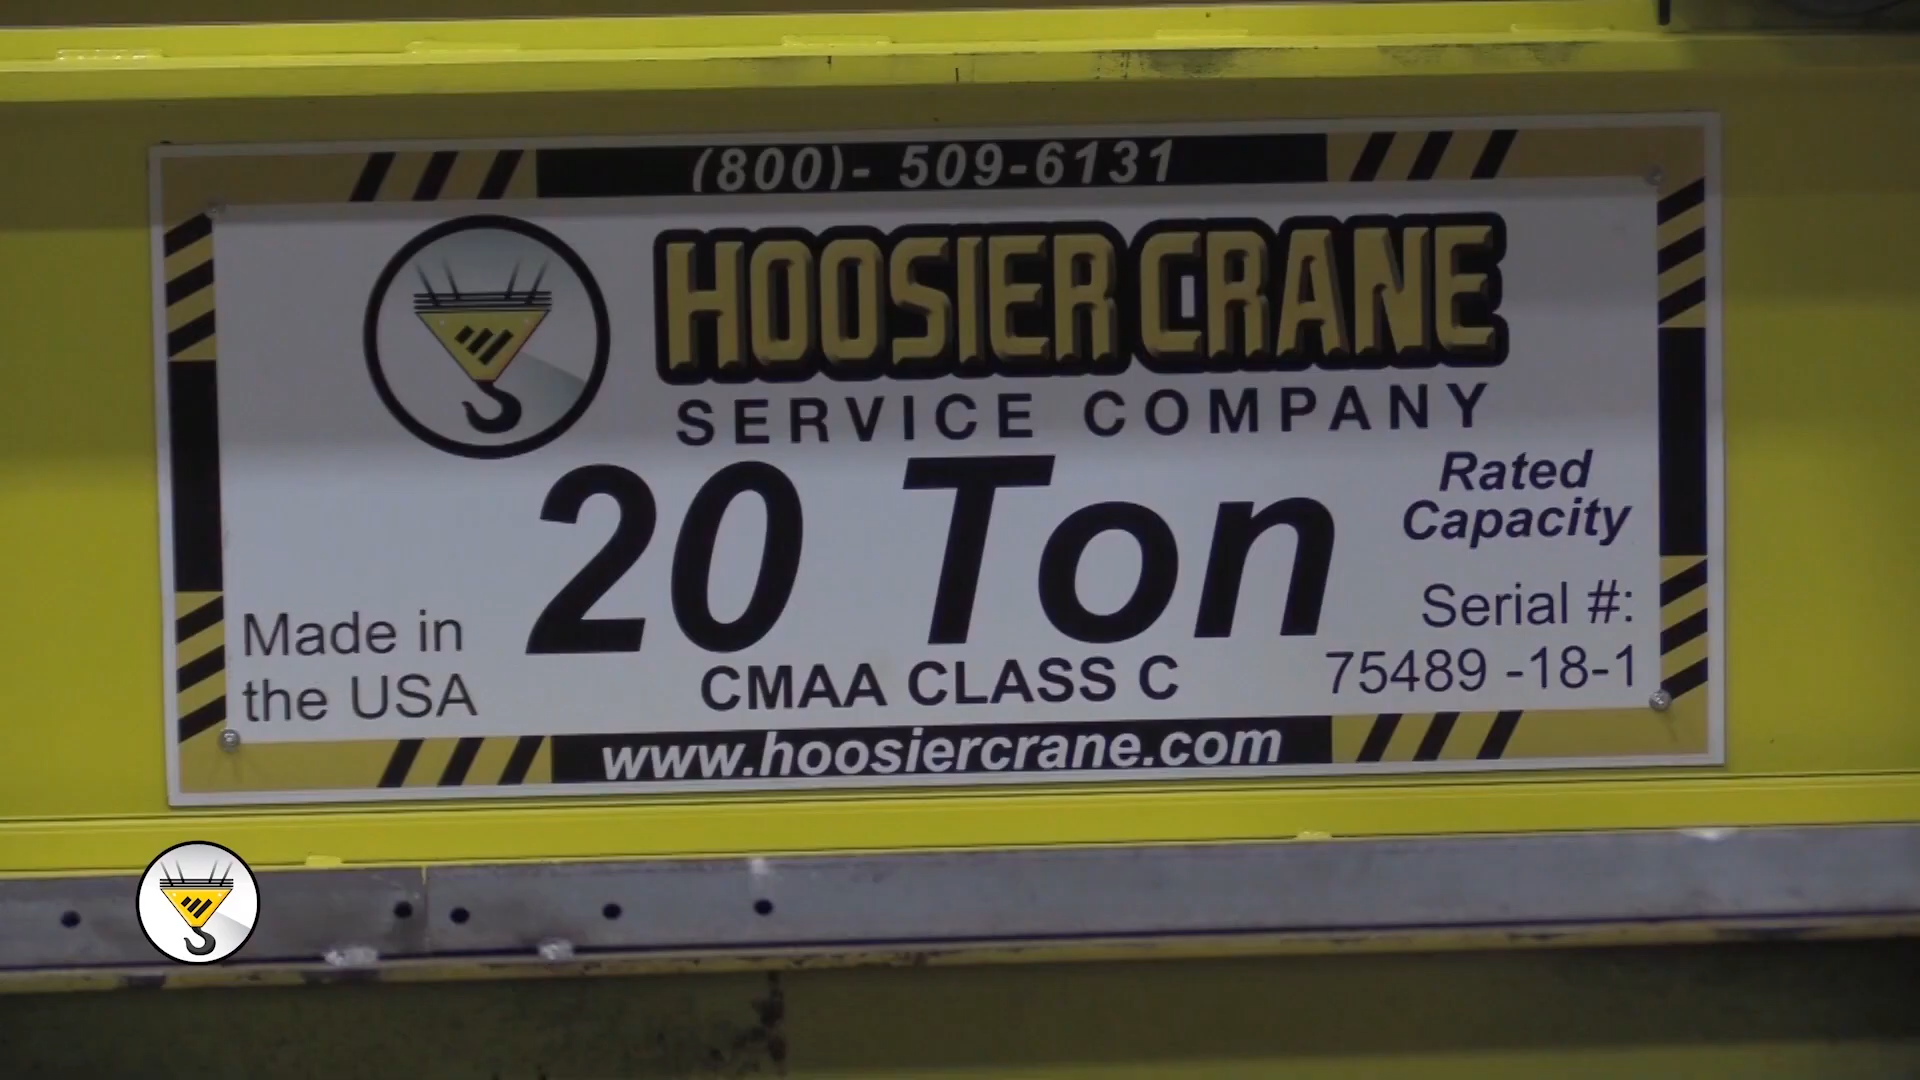 (800)- 509-6131
HOOSIER CRANE
SERVICE COMPANY
20 Ton
Rated
Capacity
Serial #:
75489 -18-1
Made in
the USA
CMAA CLASS C
www.hoosiercrane.com